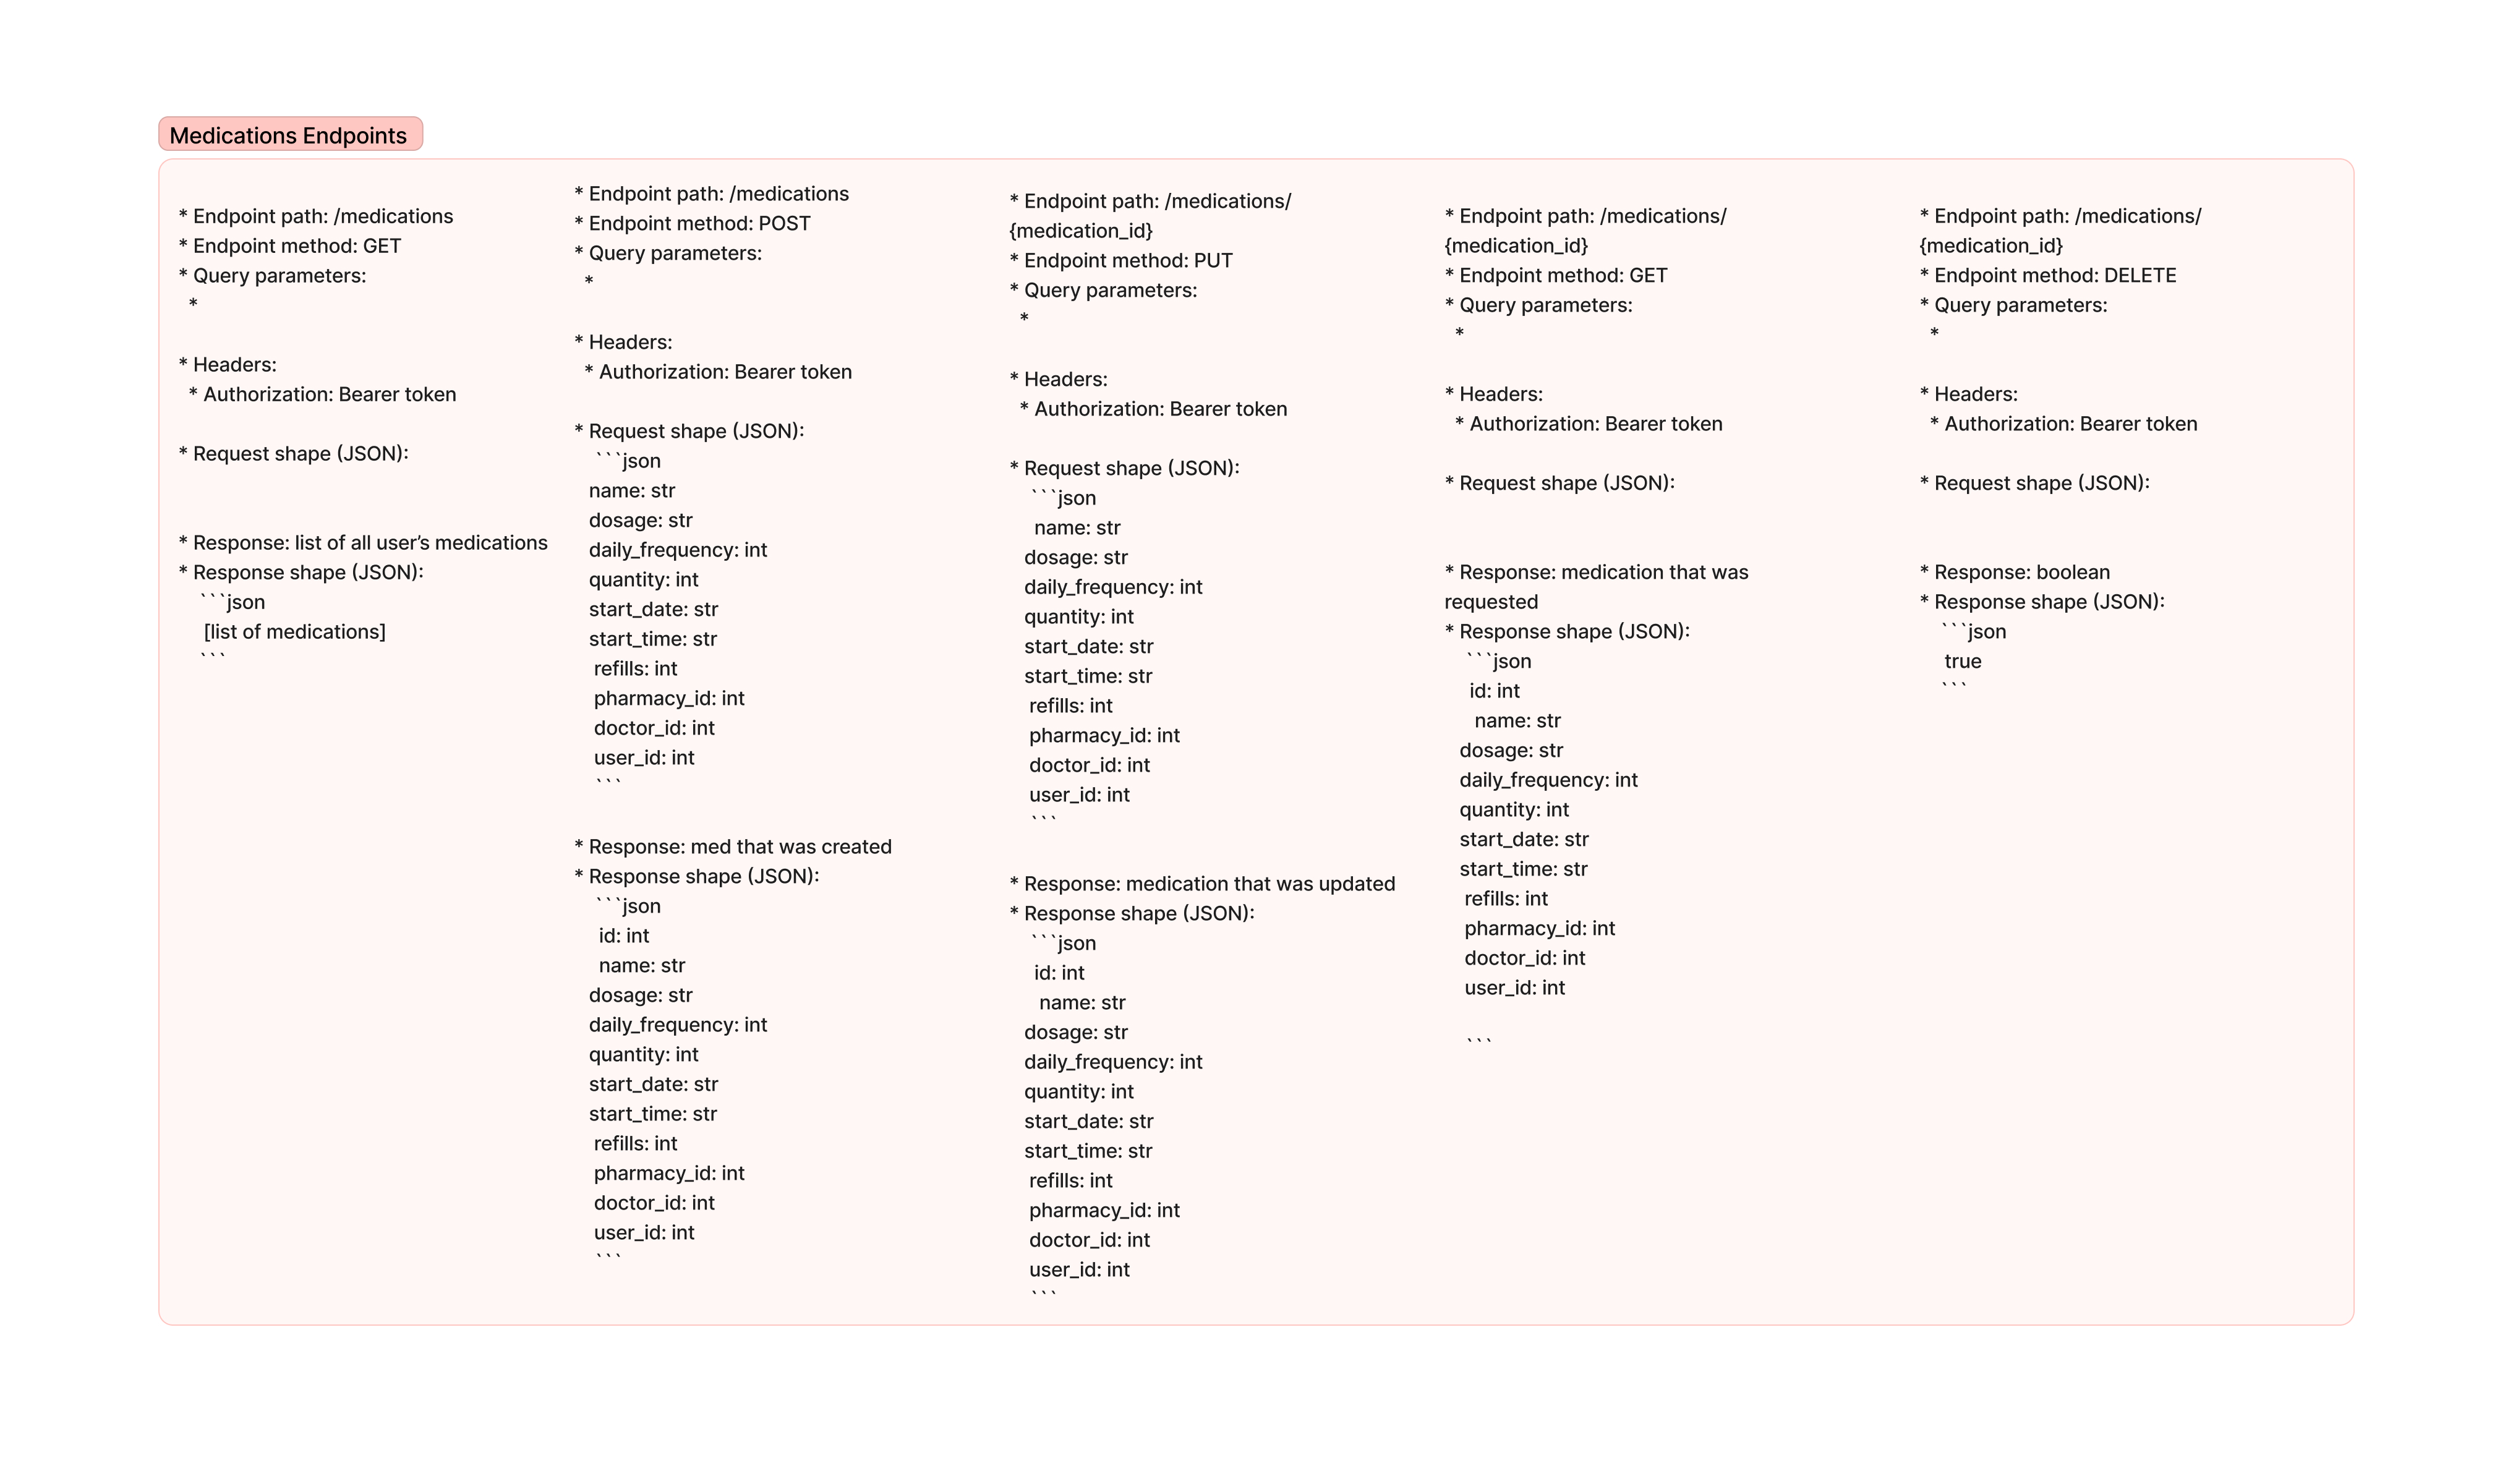 Medications Endpoints
* Endpoint path: /medications
* Endpoint method: GET
* Query parameters:
*
* Headers:
* Authorization: Bearer token
* Request shape (JSON):
* Response: list of all user’s medications
* Response shape (JSON):
```json
[list of medications]
```
* Endpoint path: /medications
* Endpoint method: POST
* Query parameters:
*
* Headers:
* Authorization: Bearer token
* Request shape (JSON):
```json
name: str
dosage: str
daily_frequency: int
quantity: int
start_date: str
start_time: str
refills: int
pharmacy_id: int
doctor_id: int
user_id: int
```
* Response: med that was created
* Response shape (JSON):
```json
id: int
name: str
dosage: str
daily_frequency: int
quantity: int
start_date: str
start_time: str
refills: int
pharmacy_id: int
doctor_id: int
user_id: int
```
* Endpoint path: /medications/
{medication_id}
* Endpoint method: PUT
* Query parameters:
*
* Headers:
* Authorization: Bearer token
* Request shape (JSON):
```json
name: str
dosage: str
daily_frequency: int
quantity: int
start_date: str
start_time: str
refills: int
pharmacy_id: int
doctor_id: int
user_id: int
```
* Response: medication that was updated
* Response shape (JSON):
```json
id: int
name: str
dosage: str
daily_frequency: int
quantity: int
start_date: str
start_time: str
refills: int
pharmacy_id: int
doctor_id: int
user_id: int
```
* Endpoint path: /medications/
{medication_id}
* Endpoint method: GET
* Query parameters:
*
* Headers:
* Authorization: Bearer token
* Request shape (JSON):
* Response: medication that was
requested
* Response shape (JSON):
```json
id: int
name: str
dosage: str
daily_frequency: int
quantity: int
start_date: str
start_time: str
refills: int
pharmacy_id: int
doctor_id: int
user_id: int
```
* Endpoint path: /medications/
{medication_id}
* Endpoint method: DELETE
* Query parameters:
*
* Headers:
* Authorization: Bearer token
* Request shape (JSON):
* Response: boolean
* Response shape (JSON):
```json
true
```